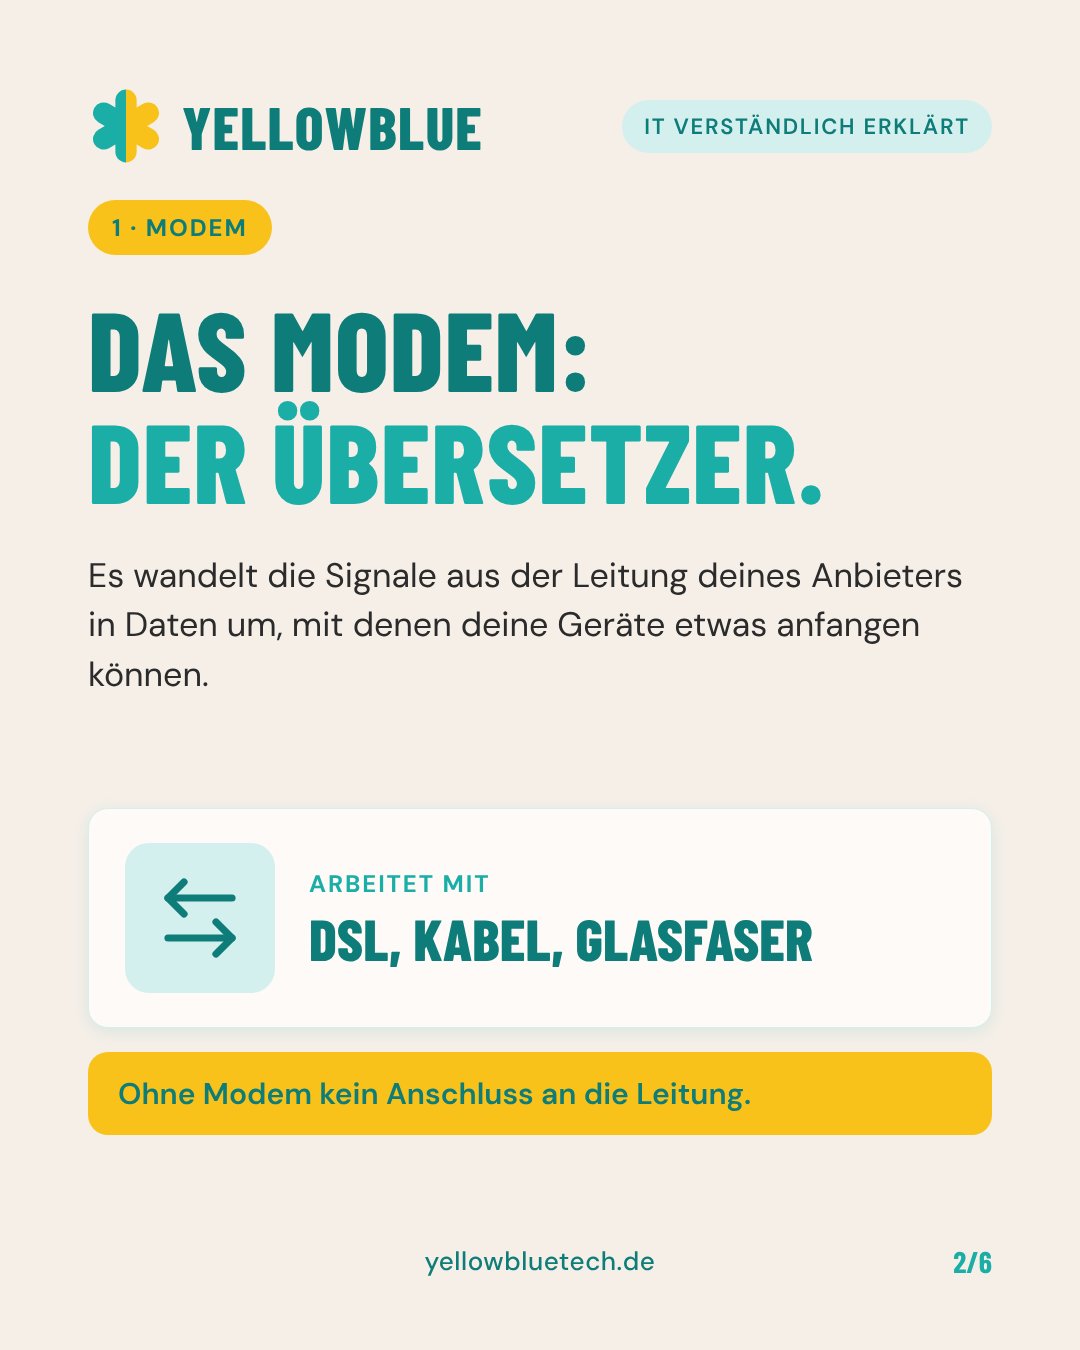 YELLOWBLUE
IT VERSTÄNDLICH ERKLÄRT
1 · MODEM
DAS MODEM:
DER ÜBERSETZER.
Es wandelt die Signale aus der Leitung deines Anbieters
in Daten um, mit denen deine Geräte etwas anfangen
können.
ARBEITET MIT
DSL, KABEL, GLASFASER
Ohne Modem kein Anschluss an die Leitung.
yellowbluetech.de
2/6